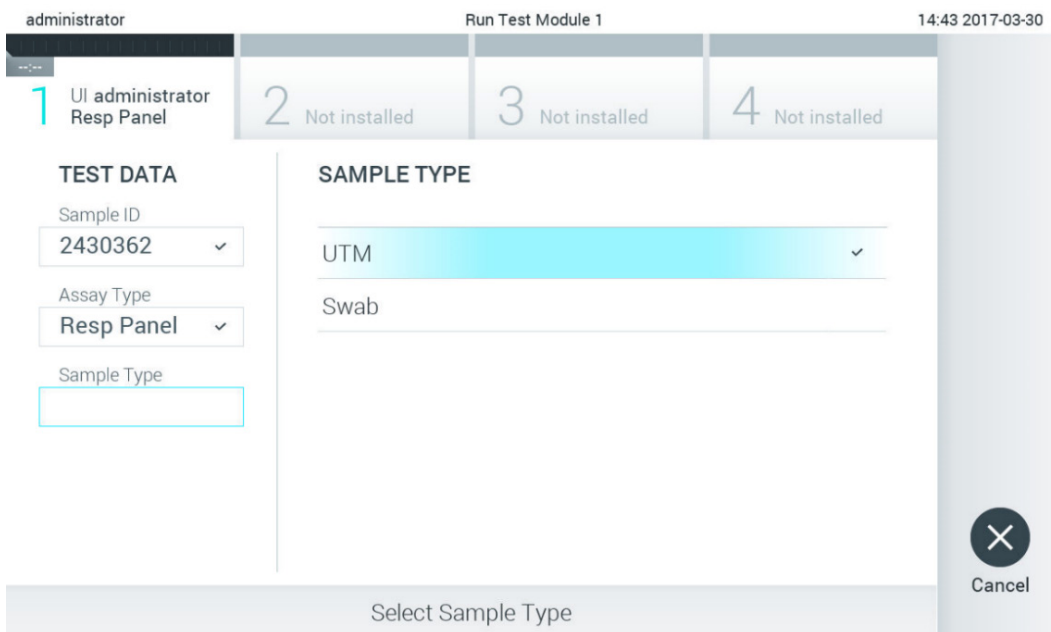 administrator
Run Test Module 1
14:43 2017-03-30
--:--
1
UI administrator
Resp Panel
2 Not installed
3 Not installed
4 Not installed
TEST DATA
Sample ID
2430362
Assay Type
Resp Panel
Sample Type
SAMPLE TYPE
UTM
Swab
Cancel
Select Sample Type